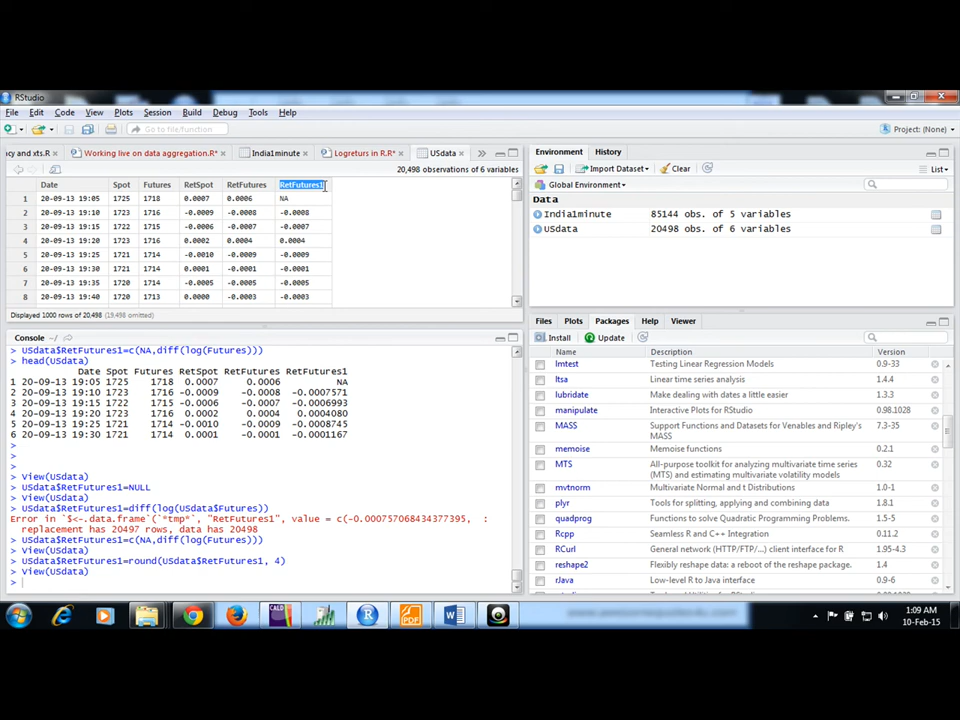 RStudio
File Edit Code View Plots Session Build Debug Tools Help
Go to file/function
Project: (None)
cy and xts.R
Working live on data aggregation.R*
India1minute
Logreturs in R.R*
USdata
20,498 observations of 6 variables
Date Spot Futures RetSpot RetFutures RetFutures1
1 20-09-13 19:05 1725 1718 0.0007 0.0006 NA
2 20-09-13 19:10 1723 1716 -0.0009 -0.0008 -0.0008
3 20-09-13 19:15 1722 1715 -0.0006 -0.0007 -0.0007
4 20-09-13 19:20 1723 1716 0.0002 0.0004 0.0004
5 20-09-13 19:25 1721 1714 -0.0010 -0.0009 -0.0009
6 20-09-13 19:30 1721 1714 0.0001 -0.0001 -0.0001
7 20-09-13 19:35 1720 1714 -0.0005 -0.0005 -0.0005
8 20-09-13 19:40 1720 1713 0.0000 -0.0003 -0.0003
Displayed 1000 rows of 20,498 (19,498 omitted)
Console ~/
> USdata$RetFutures1=c(NA,diff(log(Futures)))
> head(USdata)
Date Spot Futures RetSpot RetFutures RetFutures1
1 20-09-13 19:05 1725 1718 0.0007 0.0006 NA
2 20-09-13 19:10 1723 1716 -0.0009 -0.0008 -0.0007571
3 20-09-13 19:15 1722 1715 -0.0006 -0.0007 -0.0006993
4 20-09-13 19:20 1723 1716 0.0002 0.0004 0.0004080
5 20-09-13 19:25 1721 1714 -0.0010 -0.0009 -0.0008745
6 20-09-13 19:30 1721 1714 0.0001 -0.0001 -0.0001167
>
>
>
> View(USdata)
> USdata$RetFutures1=NULL
> View(USdata)
> USdata$RetFutures1=diff(log(USdata$Futures))
Error in `$<-.data.frame`(`*tmp*`, "RetFutures1", value = c(-0.000757068434377395, :
replacement has 20497 rows, data has 20498
> USdata$RetFutures1=c(NA,diff(log(Futures)))
> View(USdata)
> USdata$RetFutures1=round(USdata$RetFutures1, 4)
> View(USdata)
>
Environment History
Import Dataset Clear
List
Global Environment
Data
India1minute 85144 obs. of 5 variables
USdata 20498 obs. of 6 variables
Files Plots Packages Help Viewer
Install Update
Name Description Version
lmtest Testing Linear Regression Models
ltsa Linear time series analysis 1.4.4
lubridate Make dealing with dates a little easier 1.3.3
manipulate Interactive Plots for RStudio 0.98.1028
MASS Support Functions and Datasets for Venables and Ripley's MASS 7.3-35
memoise Memoise functions 0.2.1
MTS All-purpose toolkit for analyzing multivariate time series (MTS) 0.32
mvtnorm Multivariate Normal and t Distributions
plyr Tools for splitting, applying and combining data 1.8.1
quadprog Functions to solve Quadratic Programming Problems.
Rcpp Seamless R and C++ Integration
RCurl General network (HTTP/FTP/...) client interface for R 1.95-4.3
reshape2 Flexibly reshape data: a reboot of the reshape package. 1.4
rJava Low-level R to Java interface 0.9-6
1:09 AM
10-Feb-15